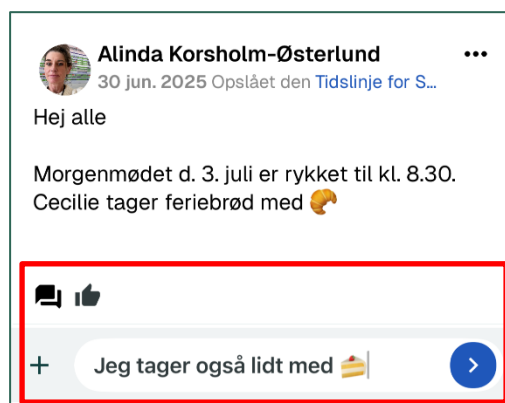 Alinda Korsholm-Østerlund
30 jun. 2025 Opslået den Tidslinje for S...
Hej alle
Morgenmødet d. 3. juli er rykket til kl. 8.30.
Cecilie tager feriebrød med 🥐
Jeg tager også lidt med 🍰